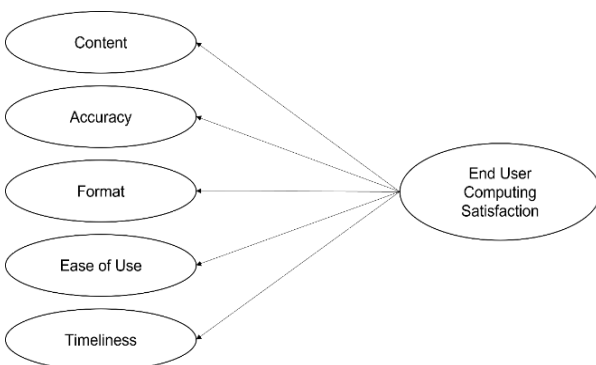 Content
Accuracy
Format
Ease of Use
Timeliness
End User
Computing
Satisfaction